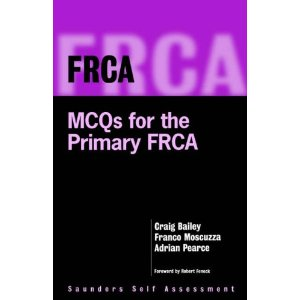 FRCA
FRCA
MCQs for the
Primary FRCA
Craig Bailey
Franco Moscuzza
Adrian Pearce
Foreword by Robert Feneck
Saunders Self Assessment